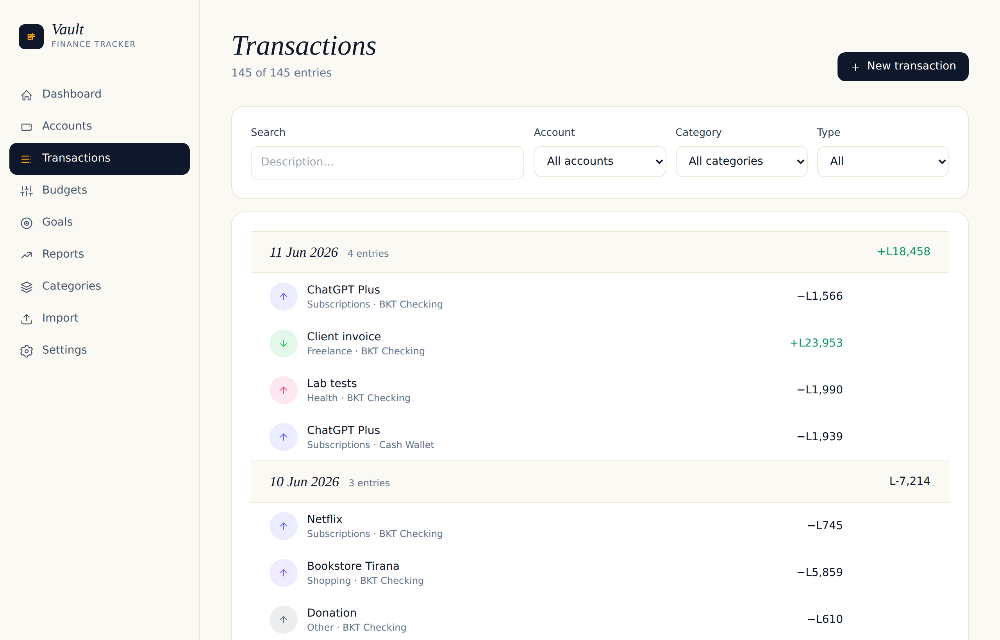 Vault
FINANCE TRACKER
Dashboard
Accounts
Transactions
Budgets
Goals
Reports
Categories
Import
Settings
Transactions
145 of 145 entries
New transaction
Search
Account
Category
Type
Description...
All accounts
All categories
All
11 Jun 2026 4 entries +L18,458
ChatGPT Plus
Subscriptions · BKT Checking
−L1,566
Client invoice
Freelance · BKT Checking
+L23,953
Lab tests
Health · BKT Checking
−L1,990
ChatGPT Plus
Subscriptions · Cash Wallet
−L1,939
10 Jun 2026 3 entries L-7,214
Netflix
Subscriptions · BKT Checking
−L745
Bookstore Tirana
Shopping · BKT Checking
−L5,859
Donation
Other · BKT Checking
−L610